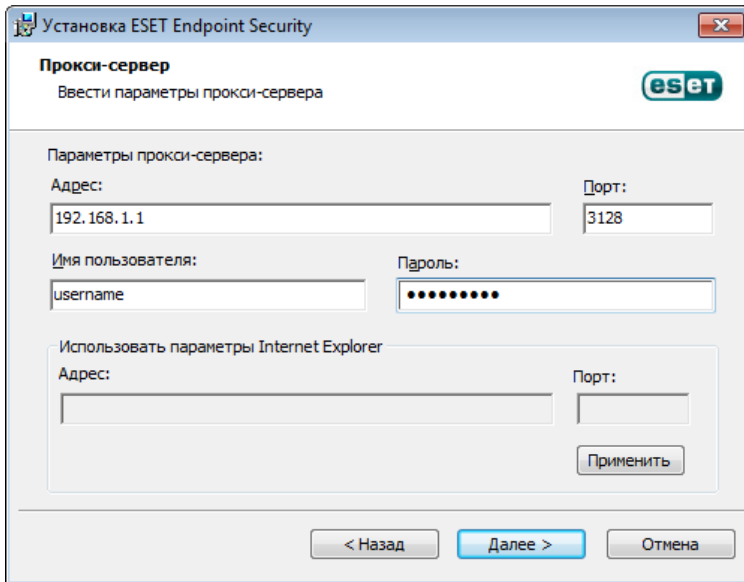 Установка ESET Endpoint Security
Прокси-сервер
Ввести параметры прокси-сервера
eset
Параметры прокси-сервера:
Адрес: Порт:
192.168.1.1 3128
Имя пользователя: Пароль:
username •••••••••
Использовать параметры Internet Explorer
Адрес: Порт:
Применить
< Назад Далее > Отмена